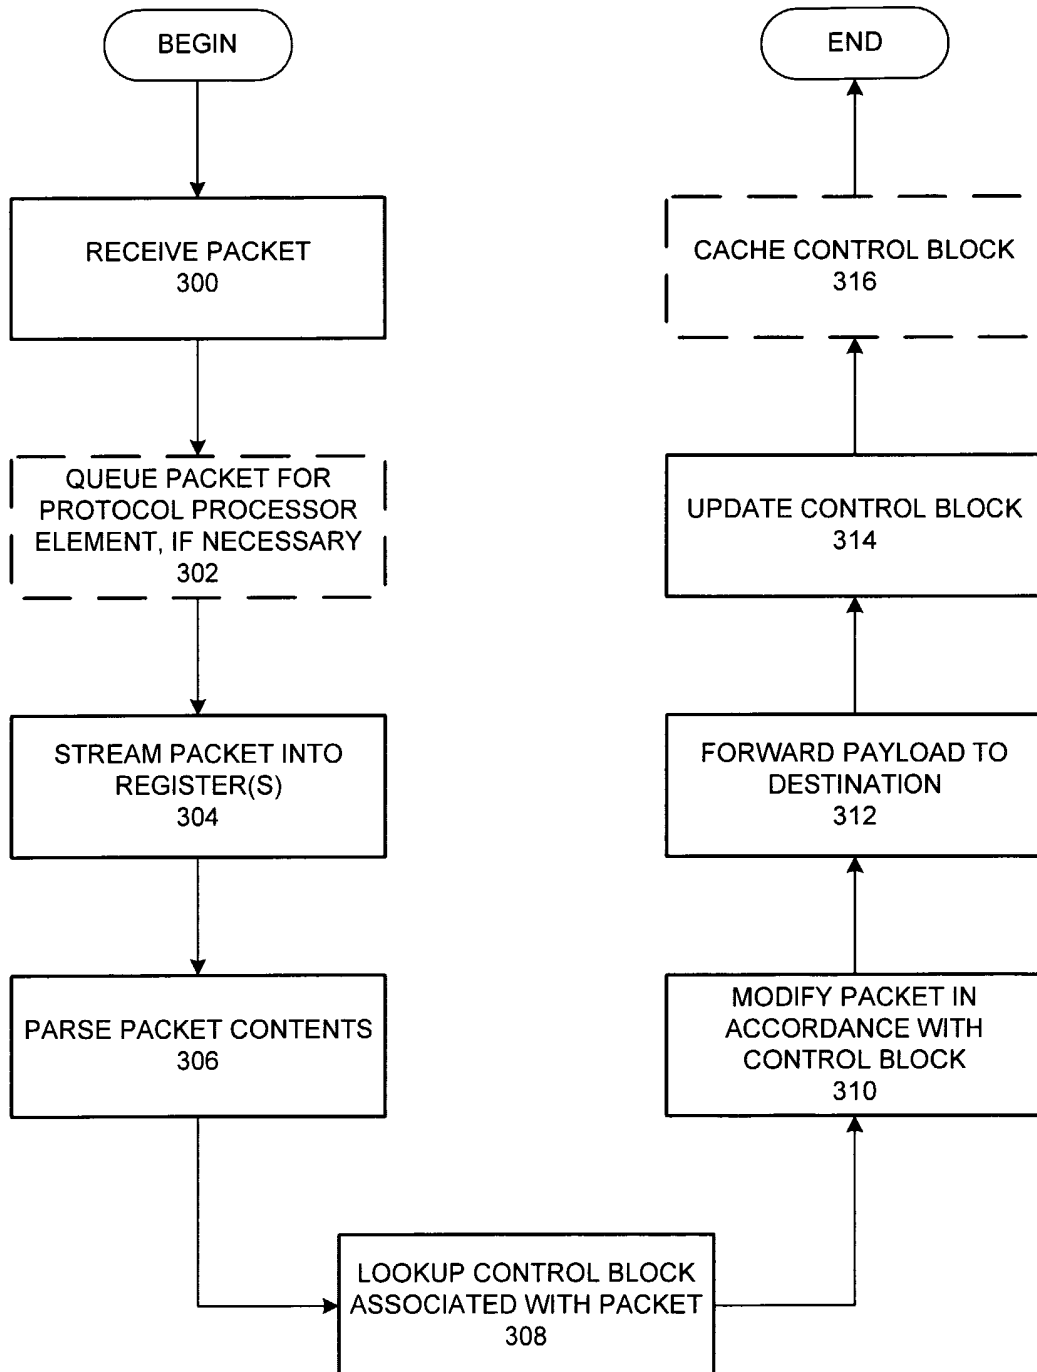 BEGIN
RECEIVE PACKET
300
QUEUE PACKET FOR
PROTOCOL PROCESSOR
ELEMENT, IF NECESSARY
302
STREAM PACKET INTO
REGISTER(S)
304
PARSE PACKET CONTENTS
306
LOOKUP CONTROL BLOCK
ASSOCIATED WITH PACKET
308
MODIFY PACKET IN
ACCORDANCE WITH
CONTROL BLOCK
310
FORWARD PAYLOAD TO
DESTINATION
312
UPDATE CONTROL BLOCK
314
CACHE CONTROL BLOCK
316
END